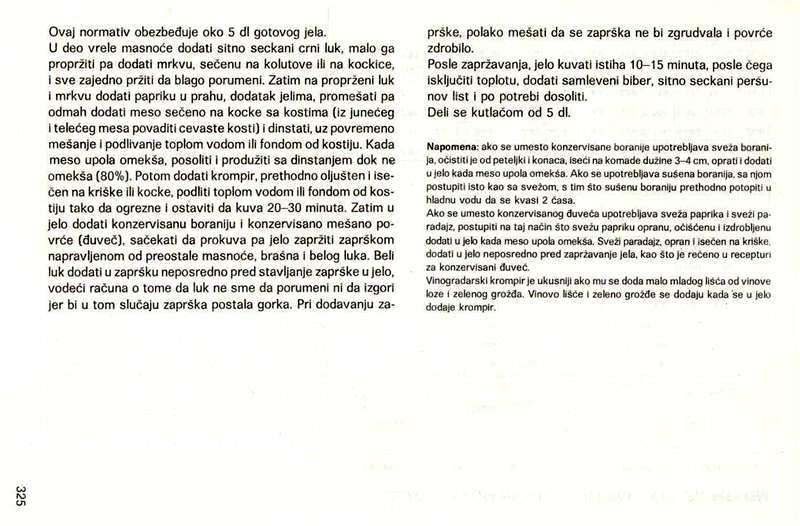 Ovaj normativ obezbeđuje oko 5 dl gotovog jela.
U deo vrele masnoće dodati sitno seckani crni luk, malo ga
propržiti pa dodati mrkvu, sečenu na kolutove ili na kockice,
i sve zajedno pržiti da blago porumeni. Zatim na proprženi luk
i mrkvu dodati papriku u prahu, dodatak jelima, promešati pa
odmah dodati meso sečeno na kocke sa kostima (iz junećeg
i telećeg mesa povaditi cevaste kosti) i dinstati, uz povremeno
mešanje i podlivanje toplom vodom ili fondom od kostiju. Kada
meso upola omekša, posoliti i produžiti sa dinstanjem dok ne
omekša (80%). Potom dodati krompir, prethodno oljušten i ise-
čen na kriške ili kocke, podliti toplom vodom ili fondom od kos-
tiju tako da ogrezne i ostaviti da kuva 20–30 minuta. Zatim u
jelo dodati konzervisanu boraniju i konzervisano mešano po-
vrće (đuveč), sačekati da prokuva pa jelo zapržiti zaprškom
napravljenom od preostale masnoće, brašna i belog luka. Beli
luk dodati u zapršku neposredno pred stavljanje zaprške u jelo,
vodeći računa o tome da luk ne sme da porumeni ni da izgori
jer bi u tom slučaju zaprška postala gorka. Pri dodavanju za-
prške, polako mešati da se zaprška ne bi zgrudvala i povrće
zdrobilo.
Posle zapržavanja, jelo kuvati istiha 10–15 minuta, posle čega
isključiti toplotu, dodati samleveni biber, sitno seckani peršu-
nov list i po potrebi dosoliti.
Deli se kutlačom od 5 dl.
Napomena: ako se umesto konzervisane boranije upotrebljava sveža borani-
ja, očistiti je od peteljki i konaca, iseći na komade dužine 3–4 cm, oprati i dodati
u jelo kada meso upola omekša. Ako se upotrebljava sušena boranija, sa njom
postupiti isto kao sa svežom, s tim što sušenu boraniju prethodno potopiti u
hladnu vodu da se kvasi 2 časa.
Ako se umesto konzervisanog đuveča upotrebljava sveža paprika i sveži pa-
radajz, postupiti na taj način što svežu papriku opranu, očišćenu i izdrobljenu
dodati u jelo kada meso upola omekša. Sveži paradajz, opran i isečen na kriške,
dodati u jelo neposredno pred zapržavanje jela, kao što je rečeno u recepturi
za konzervisani đuveč.
Vinogradarski krompir je ukusniji ako mu se doda malo mladog lišća od vinove
loze i zelenog grožđa. Vinovo lišće i zeleno grožđe se dodaju kada se u jelo
dodaje krompir.
325